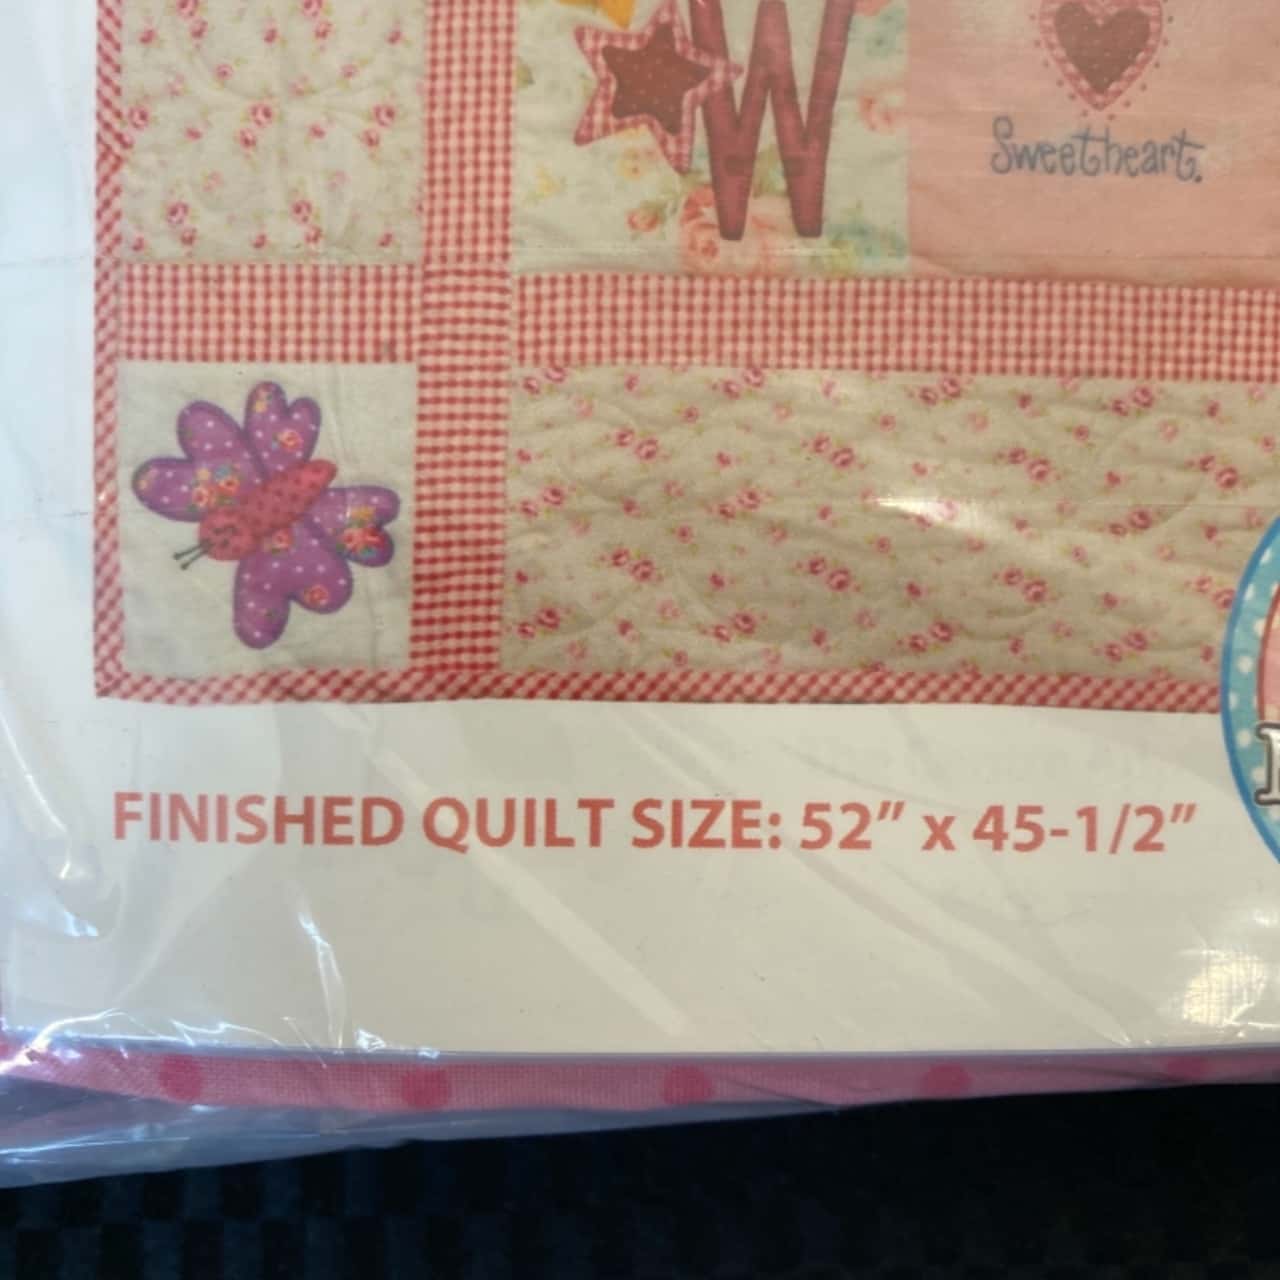 W
Sweetheart.
FINISHED QUILT SIZE: 52" x 45-1/2"